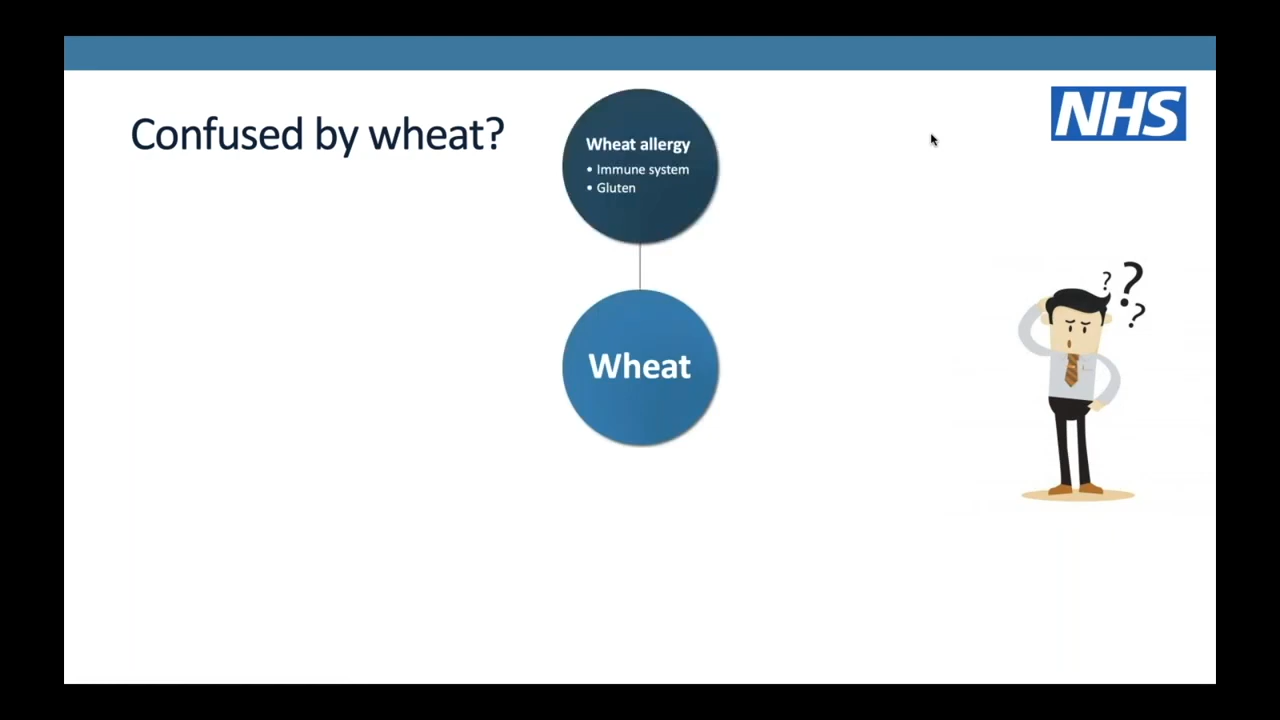 Confused by wheat?
NHS
Wheat allergy
• Immune system
• Gluten
Wheat
? ? ?